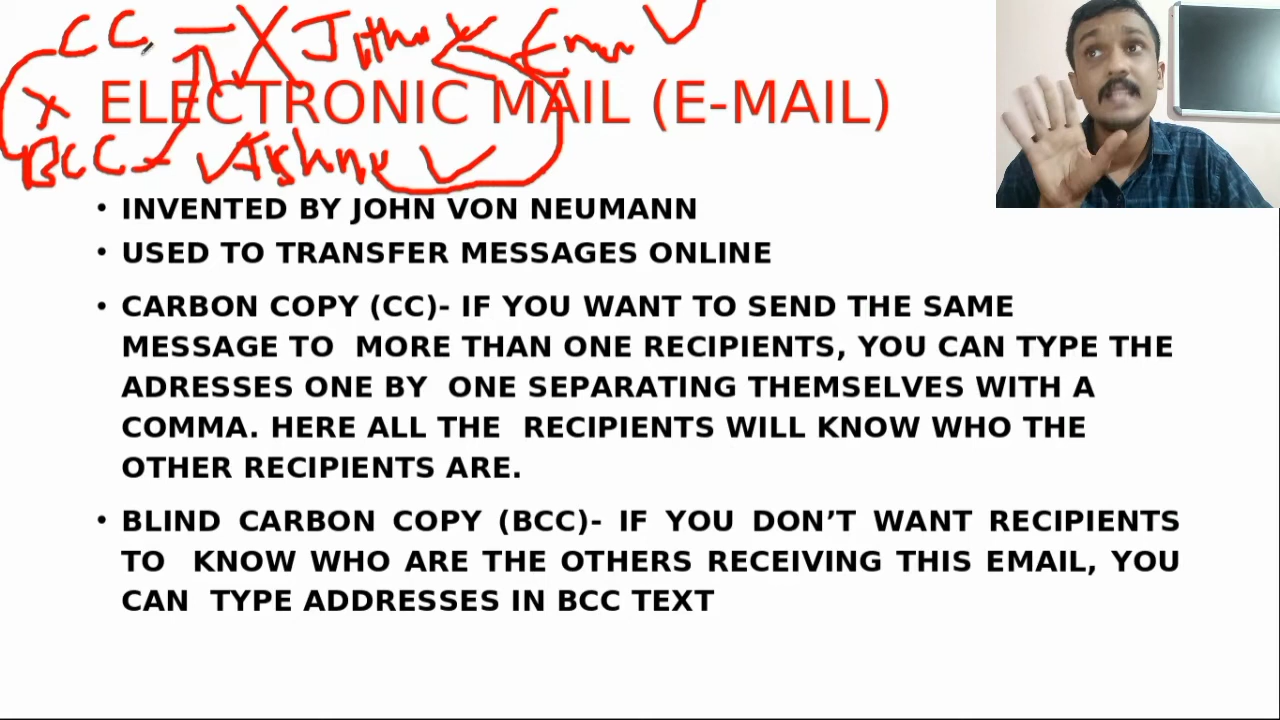 CC - X
ELECTRONIC MAIL (E-MAIL)
X
BCC -
• INVENTED BY JOHN VON NEUMANN
• USED TO TRANSFER MESSAGES ONLINE
• CARBON COPY (CC)- IF YOU WANT TO SEND THE SAME
MESSAGE TO MORE THAN ONE RECIPIENTS, YOU CAN TYPE THE
ADRESSES ONE BY ONE SEPARATING THEMSELVES WITH A
COMMA. HERE ALL THE RECIPIENTS WILL KNOW WHO THE
OTHER RECIPIENTS ARE.
• BLIND CARBON COPY (BCC)- IF YOU DON’T WANT RECIPIENTS
TO KNOW WHO ARE THE OTHERS RECEIVING THIS EMAIL, YOU
CAN TYPE ADDRESSES IN BCC TEXT